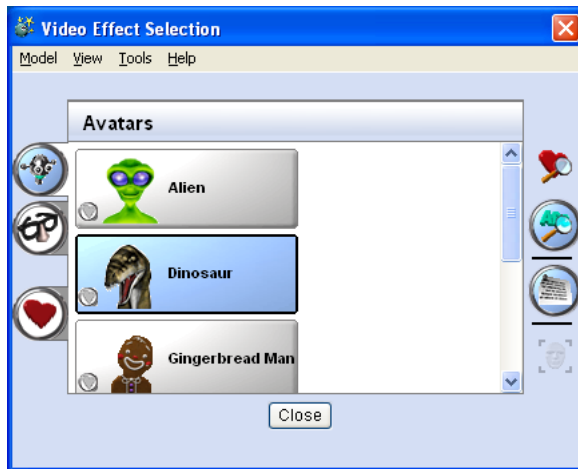 Video Effect Selection
Model View Tools Help
Avatars
Alien
Dinosaur
Gingerbread Man
Close